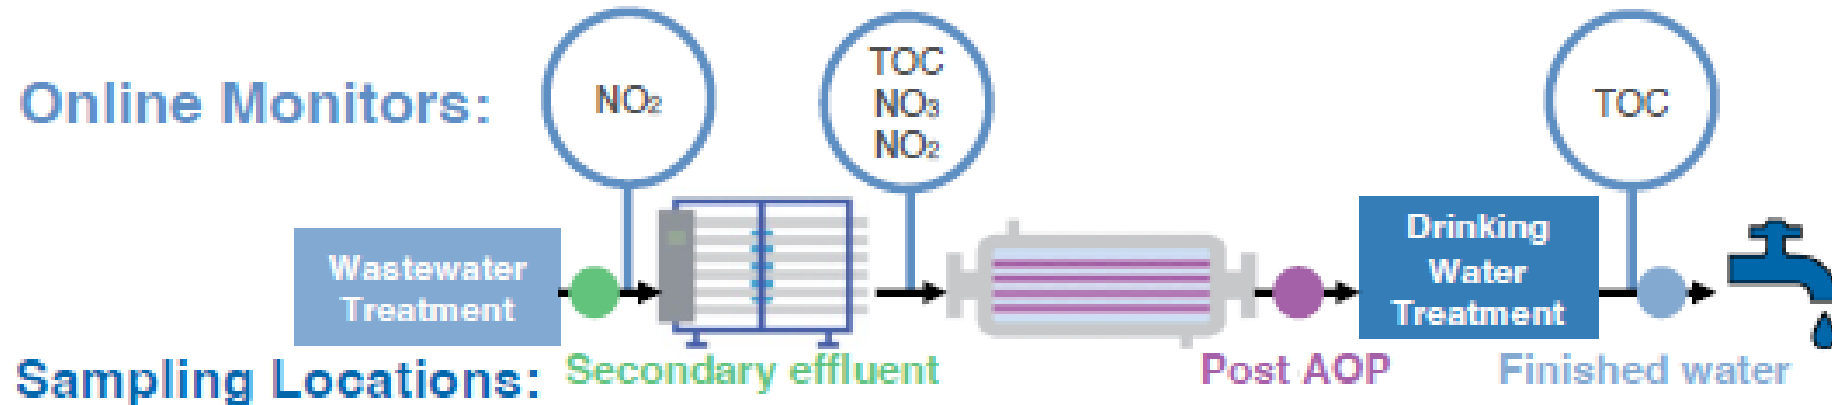 Online Monitors:
NO₂
TOC
NO₃
NO₂
TOC
Wastewater
Treatment
Drinking
Water
Treatment
Sampling Locations:
Secondary effluent
Post AOP
Finished water